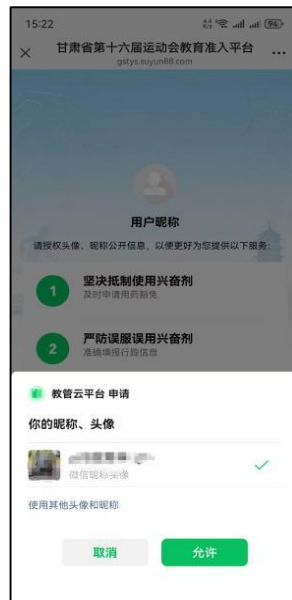 15:22
94
甘肃省第十六届运动会教育准入平台
gstys.suyun88.com
用户昵称
请授权头像、昵称公开信息，以便更好为您提供以下服务：
1
坚决抵制使用兴奋剂
及时申请用药豁免
2
严防误服误用兴奋剂
准确填报行踪信息
教管云平台 申请
你的昵称、头像
微信昵称头像
使用其他头像和昵称
取消
允许